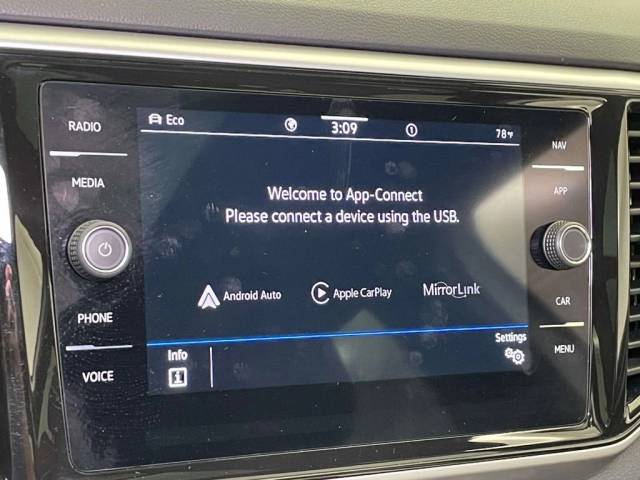 RADIO
MEDIA
PHONE
VOICE
Eco
3:09
1
78°F
Welcome to App-Connect
Please connect a device using the USB.
Android Auto
Apple CarPlay
MirrorLink
Info
Settings
NAV
APP
CAR
MENU